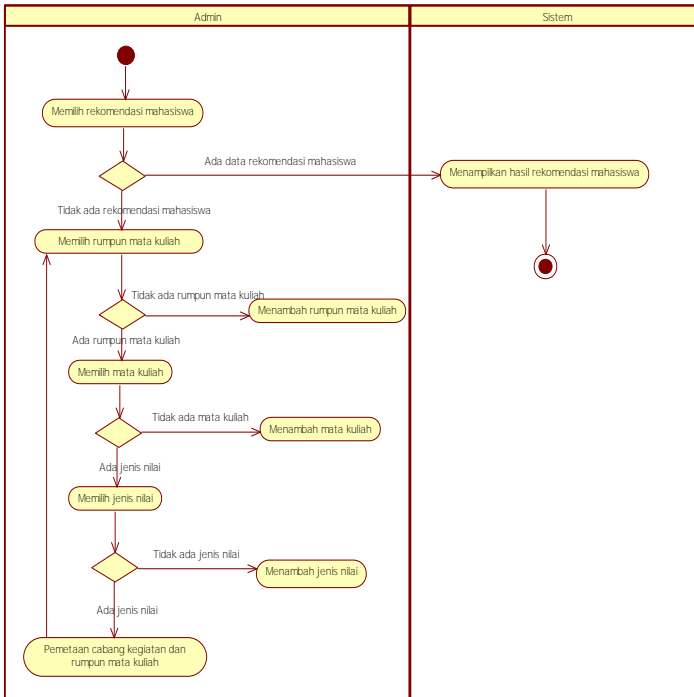 Admin
Sistem
Memilih rekomendasi mahasiswa
Ada data rekomendasi mahasiswa
Menampilkan hasil rekomendasi mahasiswa
Tidak ada rekomendasi mahasiswa
Memilih rumpun mata kuliah
Tidak ada rumpun mata kuliah
Menambah rumpun mata kuliah
Ada rumpun mata kuliah
Memilih mata kuliah
Tidak ada mata kuliah
Menambah mata kuliah
Ada jenis nilai
Memilih jenis nilai
Tidak ada jenis nilai
Menambah jenis nilai
Ada jenis nilai
Pemetaan cabang kegiatan dan
rumpun mata kuliah